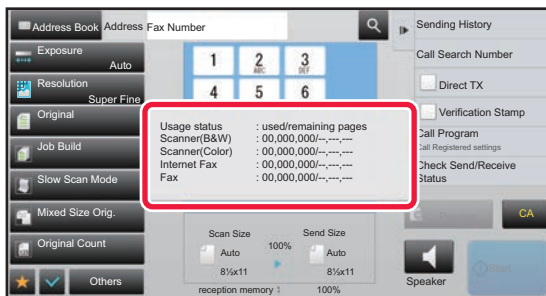 Address Book Address Fax Number
Exposure
Auto
Resolution
Super Fine
Original
Job Build
Slow Scan Mode
Mixed Size Orig.
Original Count
Others
1 2 3
ABC DEF
4 5 6
Usage status : used/remaining pages
Scanner(B&W) : 00,000,000/--,---,---
Scanner(Color) : 00,000,000/--,---,---
Internet Fax : 00,000,000/--,---,---
Fax : 00,000,000/--,---,---
Scan Size Send Size
100%
Auto Auto
8½x11 8½x11
reception memory : 100%
Sending History
Call Search Number
Direct TX
Verification Stamp
Call Program
Call Registered settings
Check Send/Receive
Status
CA
Speaker
Start